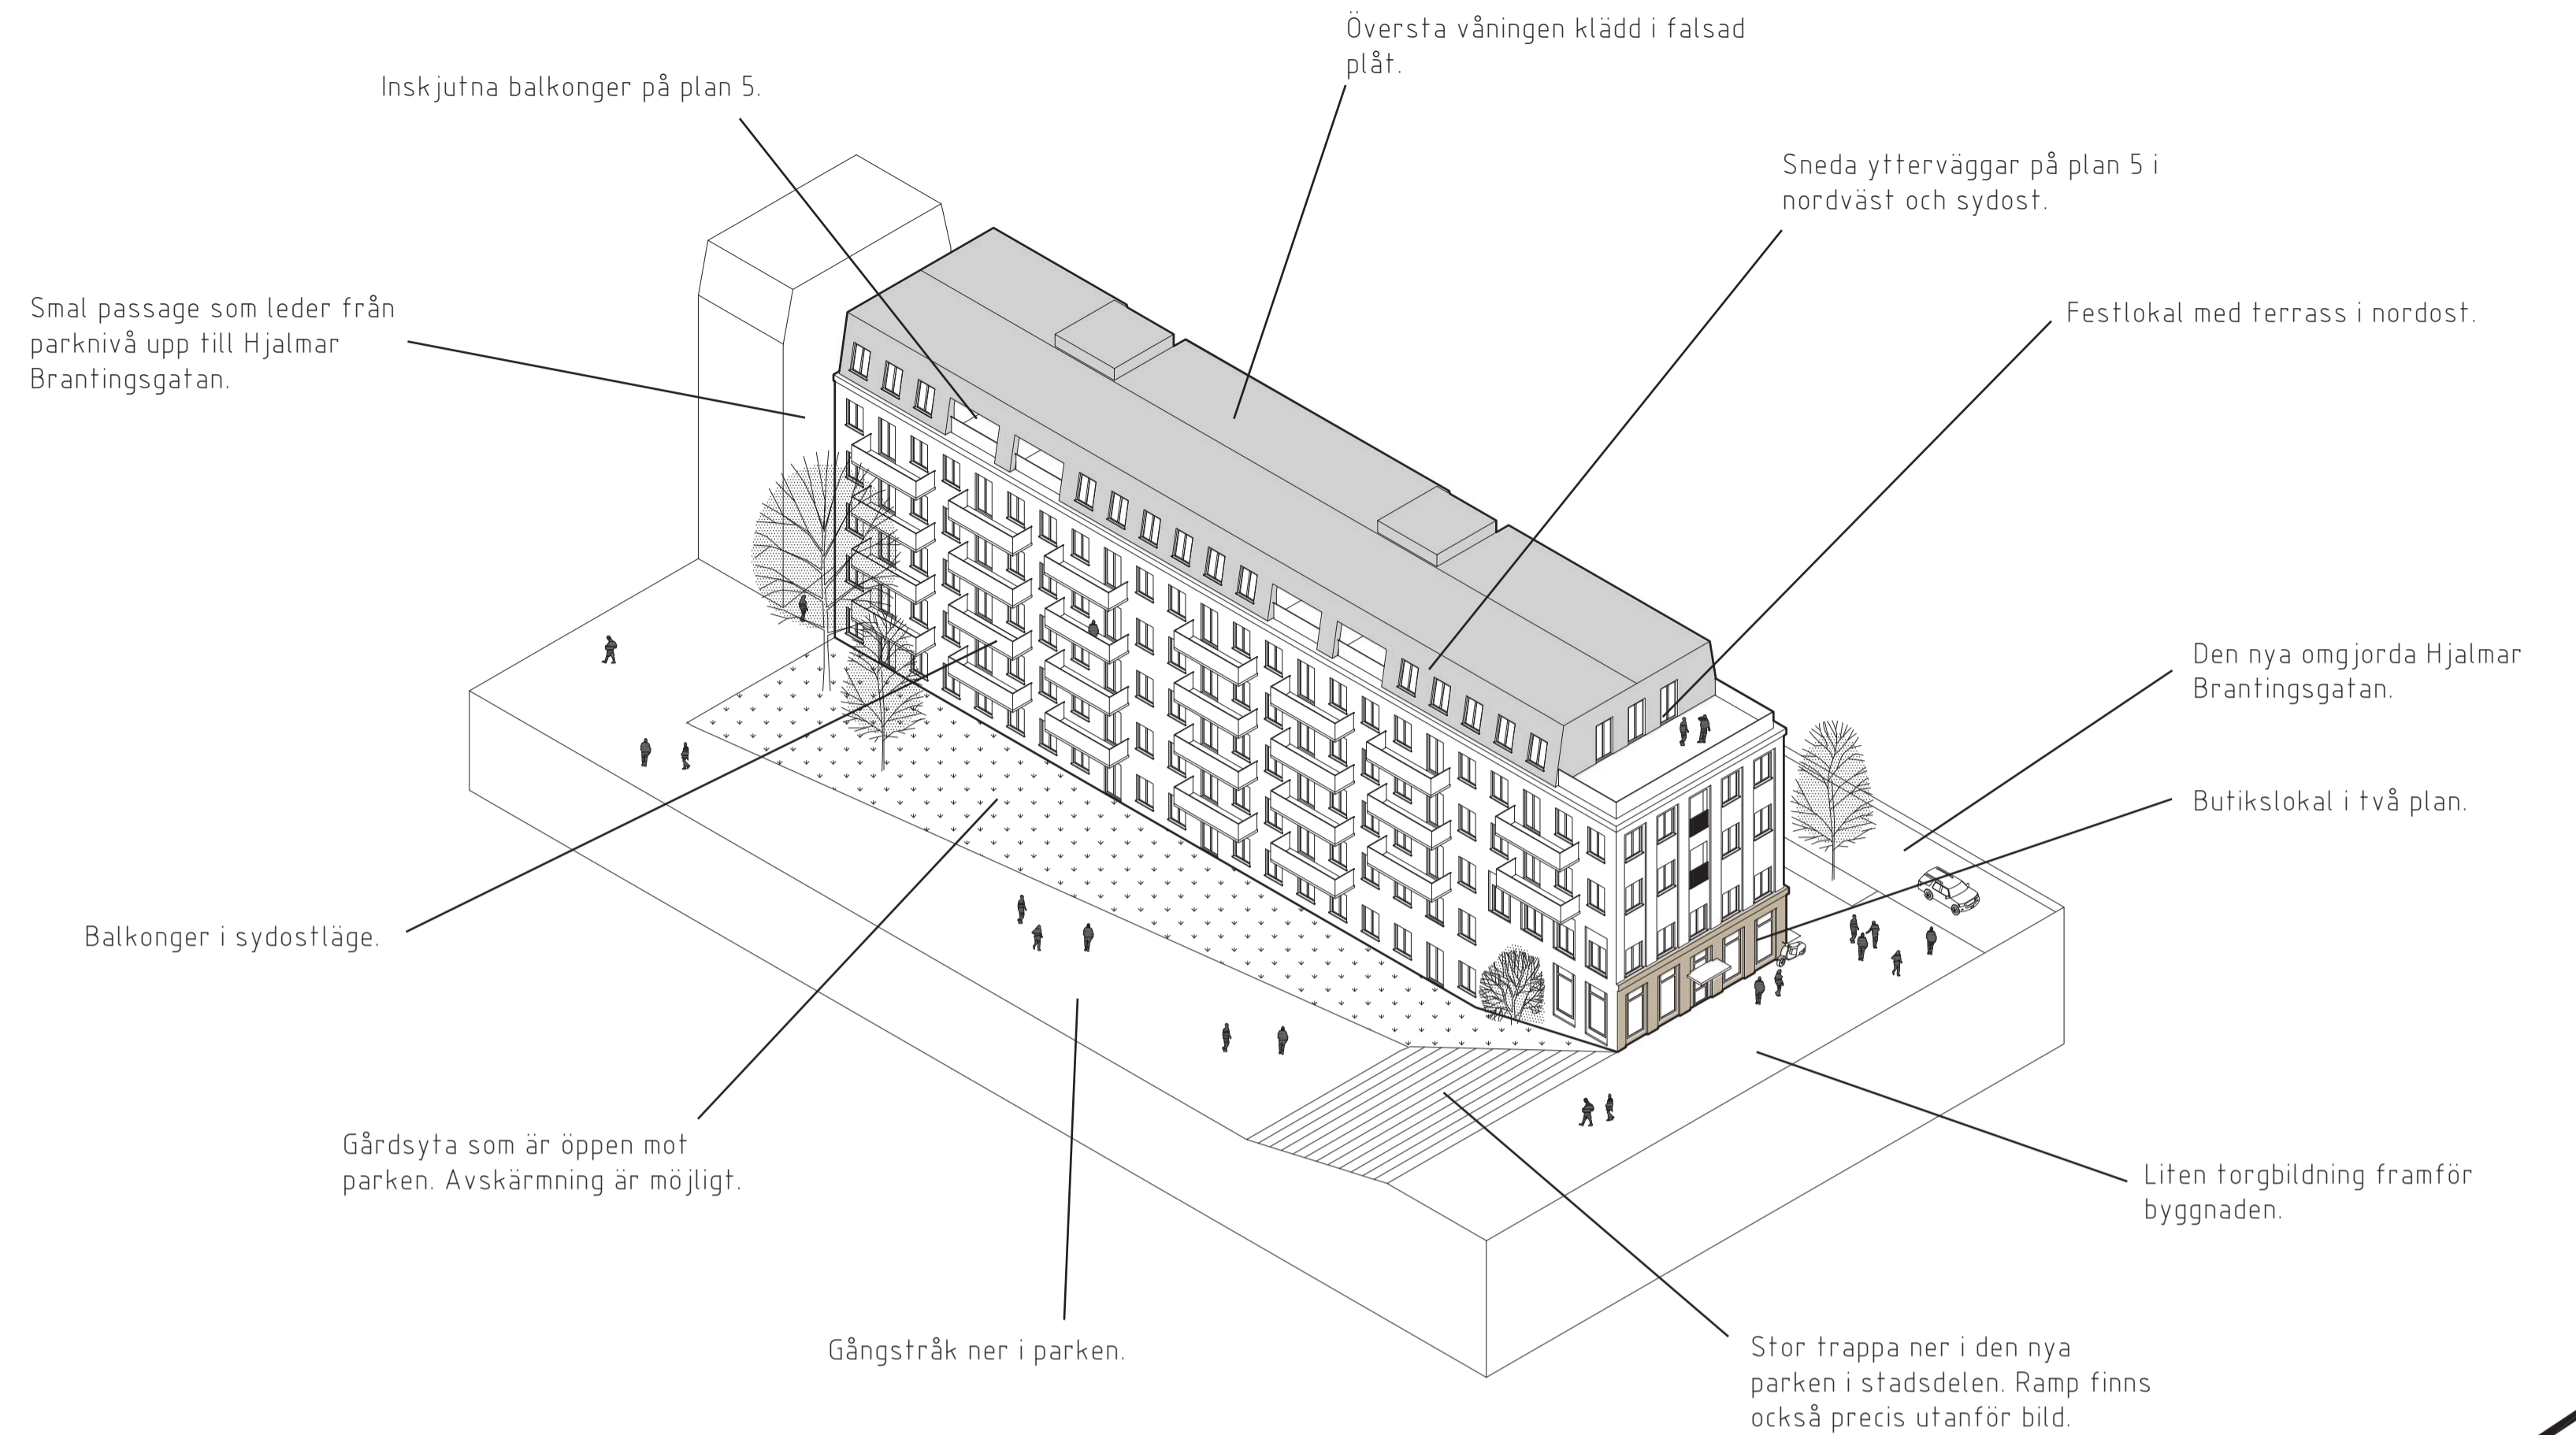 Översta våningen klädd i falsad
plåt.
Inskjutna balkonger på plan 5.
Sneda ytterväggar på plan 5 i
nordväst och sydost.
Smal passage som leder från
parknivå upp till Hjalmar
Brantingsgatan.
Festlokal med terrass i nordost.
Den nya omgjorda Hjalmar
Brantingsgatan.
Butikslokal i två plan.
Balkonger i sydostläge.
Gårdsyta som är öppen mot
parken. Avskärmning är möjligt.
Liten torgbildning framför
byggnaden.
Gångstråk ner i parken.
Stor trappa ner i den nya
parken i stadsdelen. Ramp finns
också precis utanför bild.